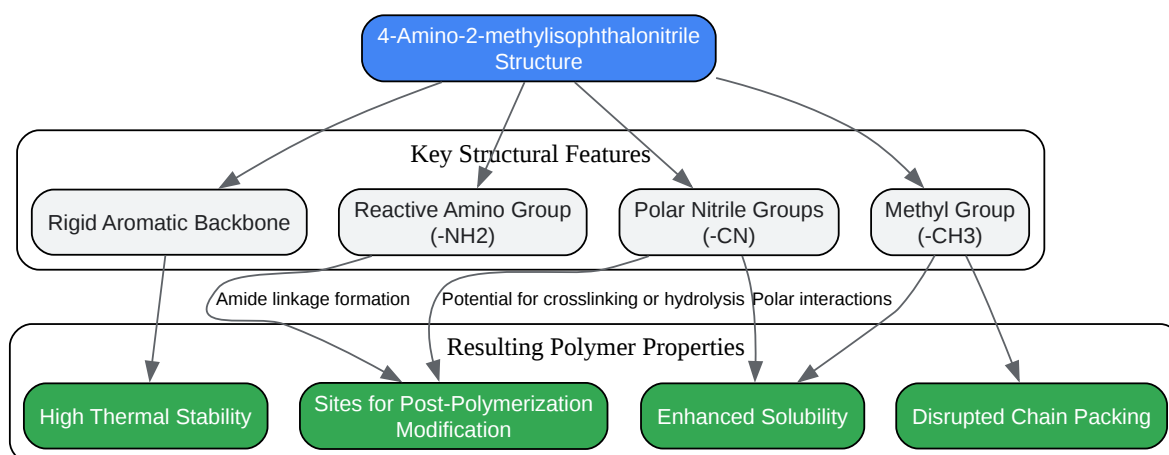 4-Amino-2-methylisophthalonitrile
Structure
Key Structural Features
Rigid Aromatic Backbone
Reactive Amino Group
(-NH2)
Polar Nitrile Groups
(-CN)
Methyl Group
(-CH3)
Amide linkage formation
Potential for crosslinking or hydrolysis
Polar interactions
Resulting Polymer Properties
High Thermal Stability
Sites for Post-Polymerization
Modification
Enhanced Solubility
Disrupted Chain Packing